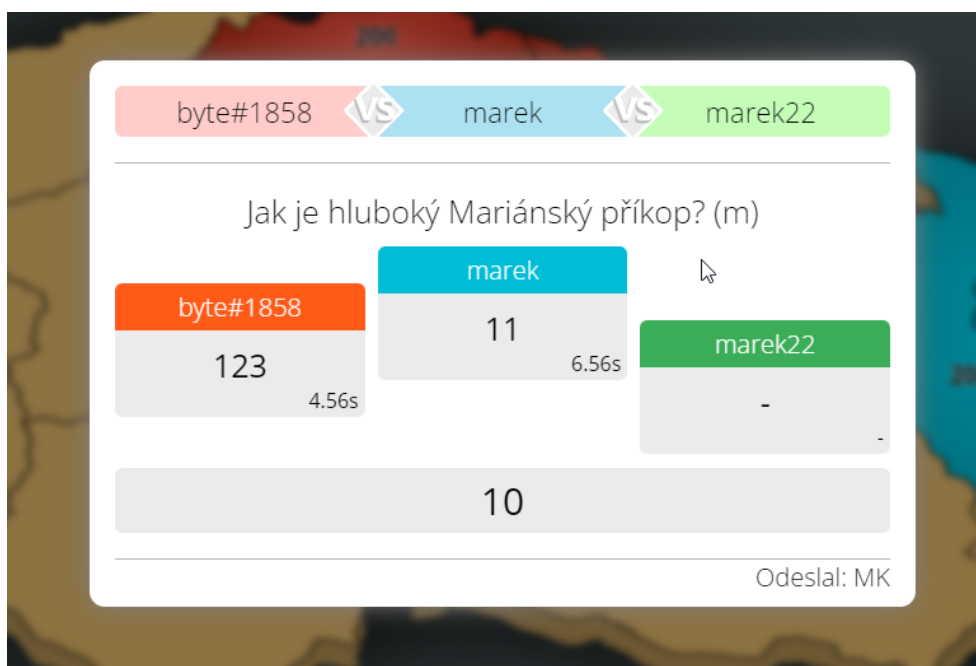 200
byte#1858 VS marek VS marek22
Jak je hluboký Mariánský příkop? (m)
marek
byte#1858
11
marek22
123
6.56s
4.56s
-
-
10
Odeslal: MK